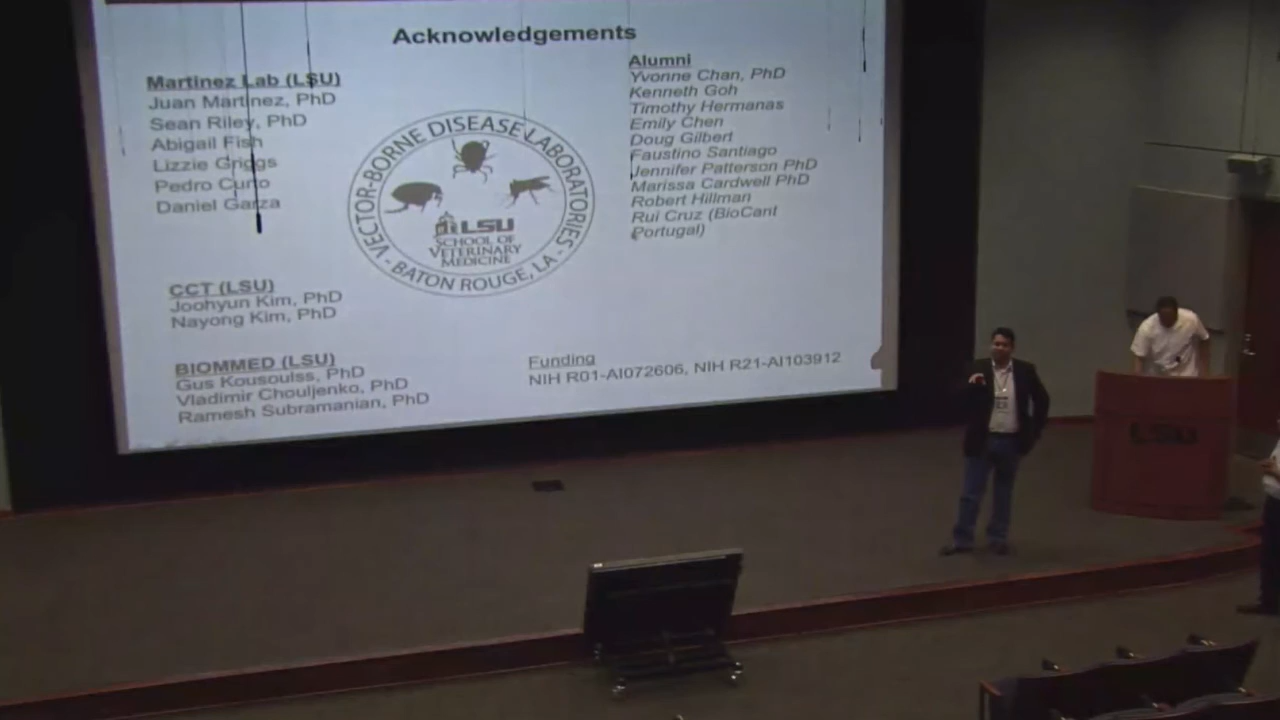 Acknowledgements
Martinez Lab (LSU)
Juan Martinez, PhD
Sean Riley, PhD
Abigail Fish
Lizzie Griggs
Pedro Curto
Daniel Garza
CCT (LSU)
Joohyun Kim, PhD
Nayong Kim, PhD
BIOMMED (LSU)
Gus Kousoulss, PhD
Vladimir Chouljenko, PhD
Ramesh Subramanian, PhD
VECTOR-BORNE DISEASE LABORATORIES
- BATON ROUGE, LA -
LSU
SCHOOL OF
VETERINARY
MEDICINE
Alumni
Yvonne Chan, PhD
Kenneth Goh
Timothy Hermanas
Emily Chen
Doug Gilbert
Faustino Santiago
Jennifer Patterson PhD
Marissa Cardwell PhD
Robert Hillman
Rui Cruz (BioCant
Portugal)
Funding
NIH R01-AI072606, NIH R21-AI103912
LSU